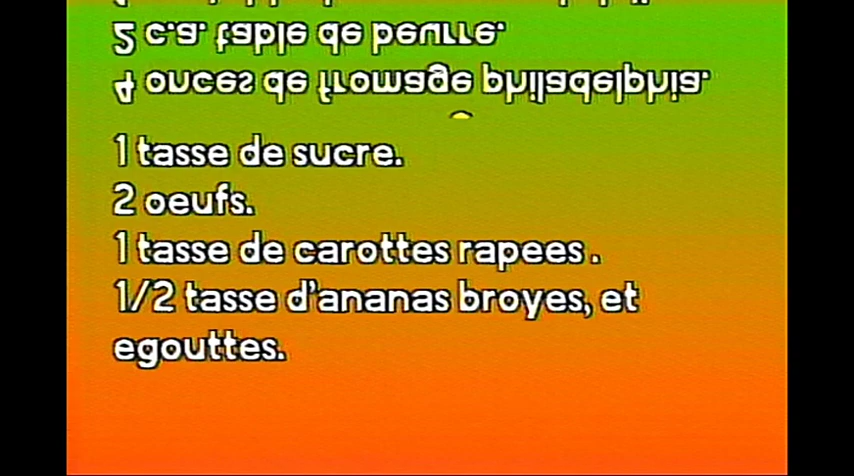 2 c.a. table de beurre.
4 onces de fromage philadelphia.
1 tasse de sucre.
2 oeufs.
1 tasse de carottes rapees .
1/2 tasse d'ananas broyes, et
egouttes.